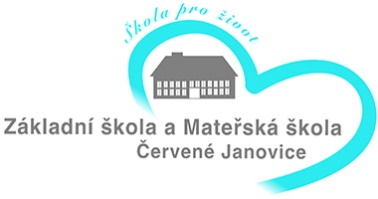 Škola pro život
Základní škola a Mateřská škola
Červené Janovice